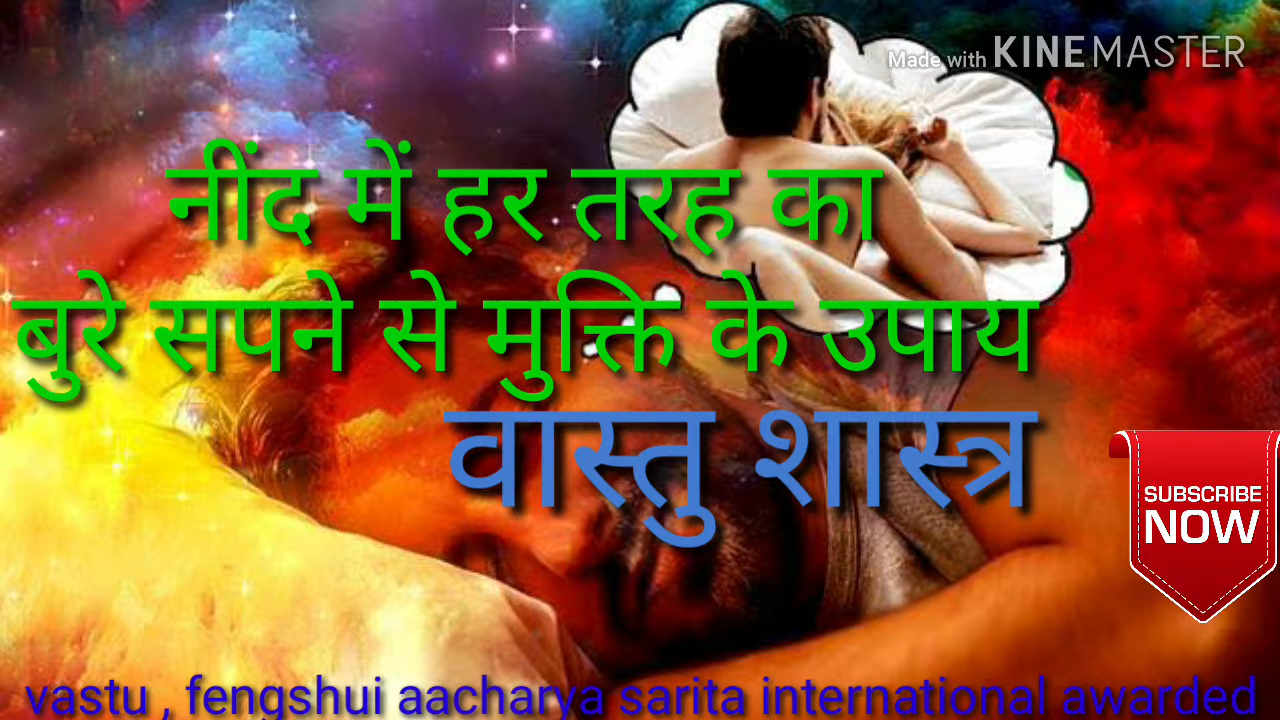 Made with KINEMASTER
नींद में हर तरह का
बुरे सपने से मुक्ति के उपाय
वास्तु शास्त्र
SUBSCRIBE
NOW
vastu , fengshui aacharya sarita international awarded